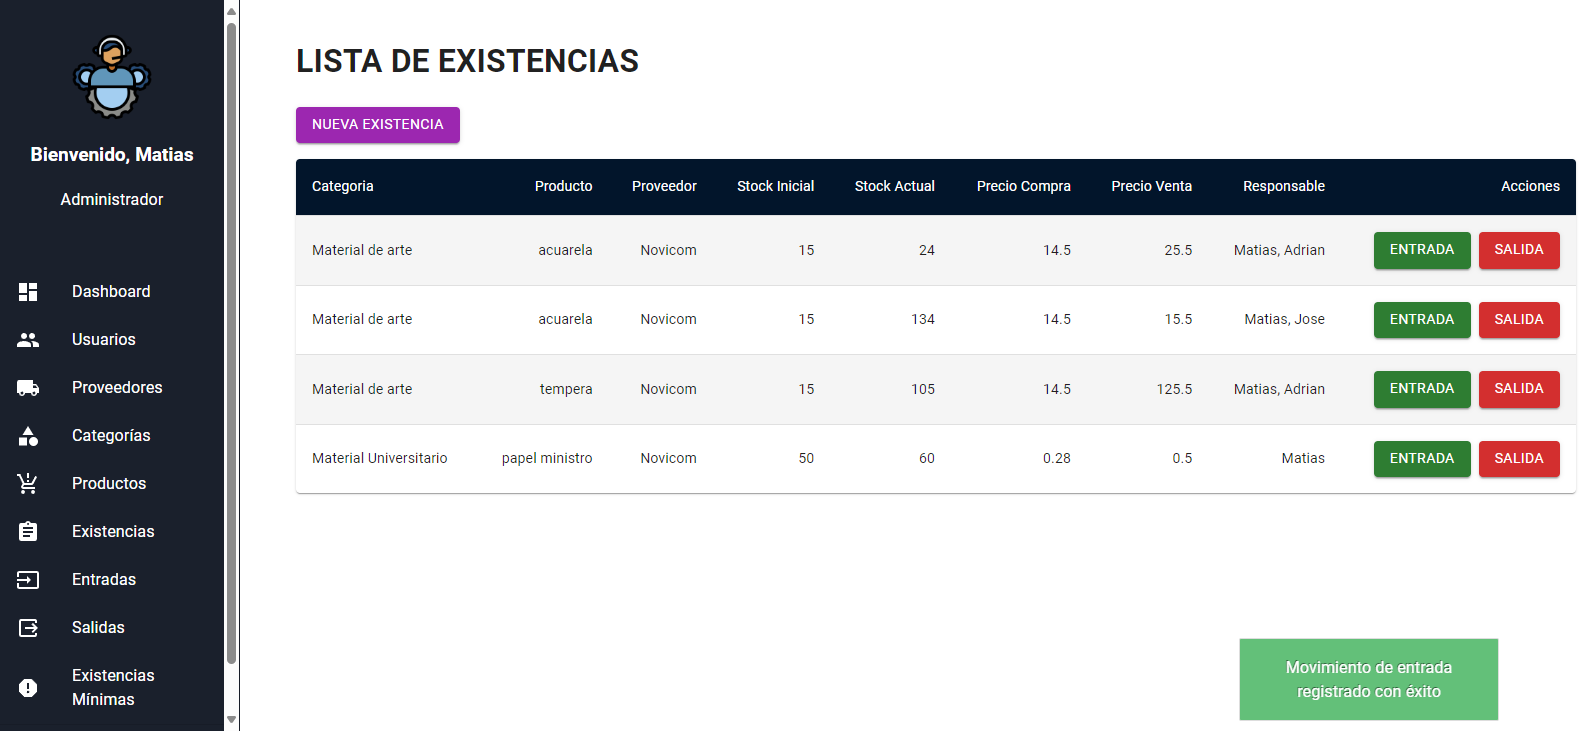 Bienvenido, Matias
Administrador
Dashboard
Usuarios
Proveedores
Categorías
Productos
Existencias
Entradas
Salidas
Existencias
Mínimas
LISTA DE EXISTENCIAS
NUEVA EXISTENCIA
Categoria Producto Proveedor Stock Inicial Stock Actual Precio Compra Precio Venta Responsable Acciones
Material de arte acuarela Novicom 15 24 14.5 25.5 Matias, Adrian ENTRADA SALIDA
Material de arte acuarela Novicom 15 134 14.5 15.5 Matias, Jose ENTRADA SALIDA
Material de arte tempera Novicom 15 105 14.5 125.5 Matias, Adrian ENTRADA SALIDA
Material Universitario papel ministro Novicom 50 60 0.28 0.5 Matias ENTRADA SALIDA
Movimiento de entrada
registrado con éxito